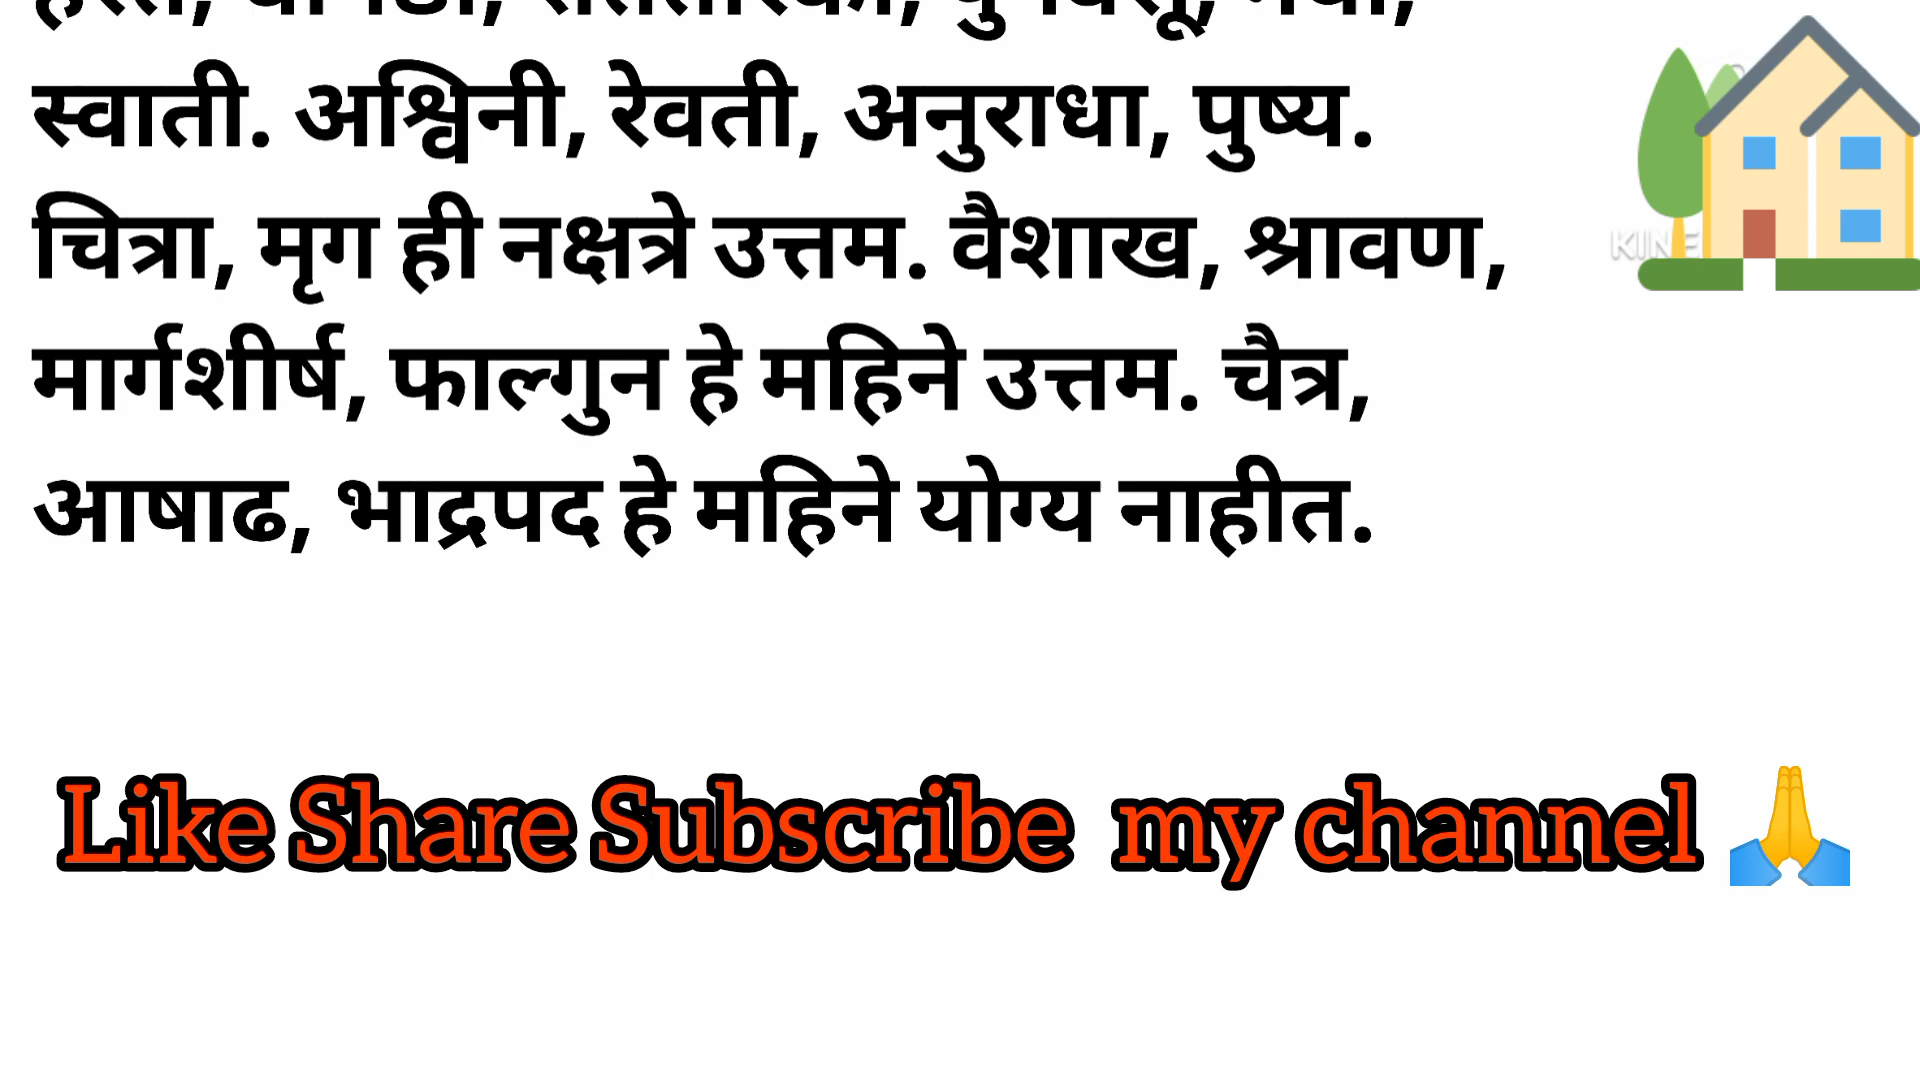 स्वाती. अश्विनी, रेवती, अनुराधा, पुष्य.
चित्रा, मृग ही नक्षत्रे उत्तम. वैशाख, श्रावण,
मार्गशीर्ष, फाल्गुन हे महिने उत्तम. चैत्र,
आषाढ, भाद्रपद हे महिने योग्य नाहीत.
KINE
Like Share Subscribe my channel 🙏